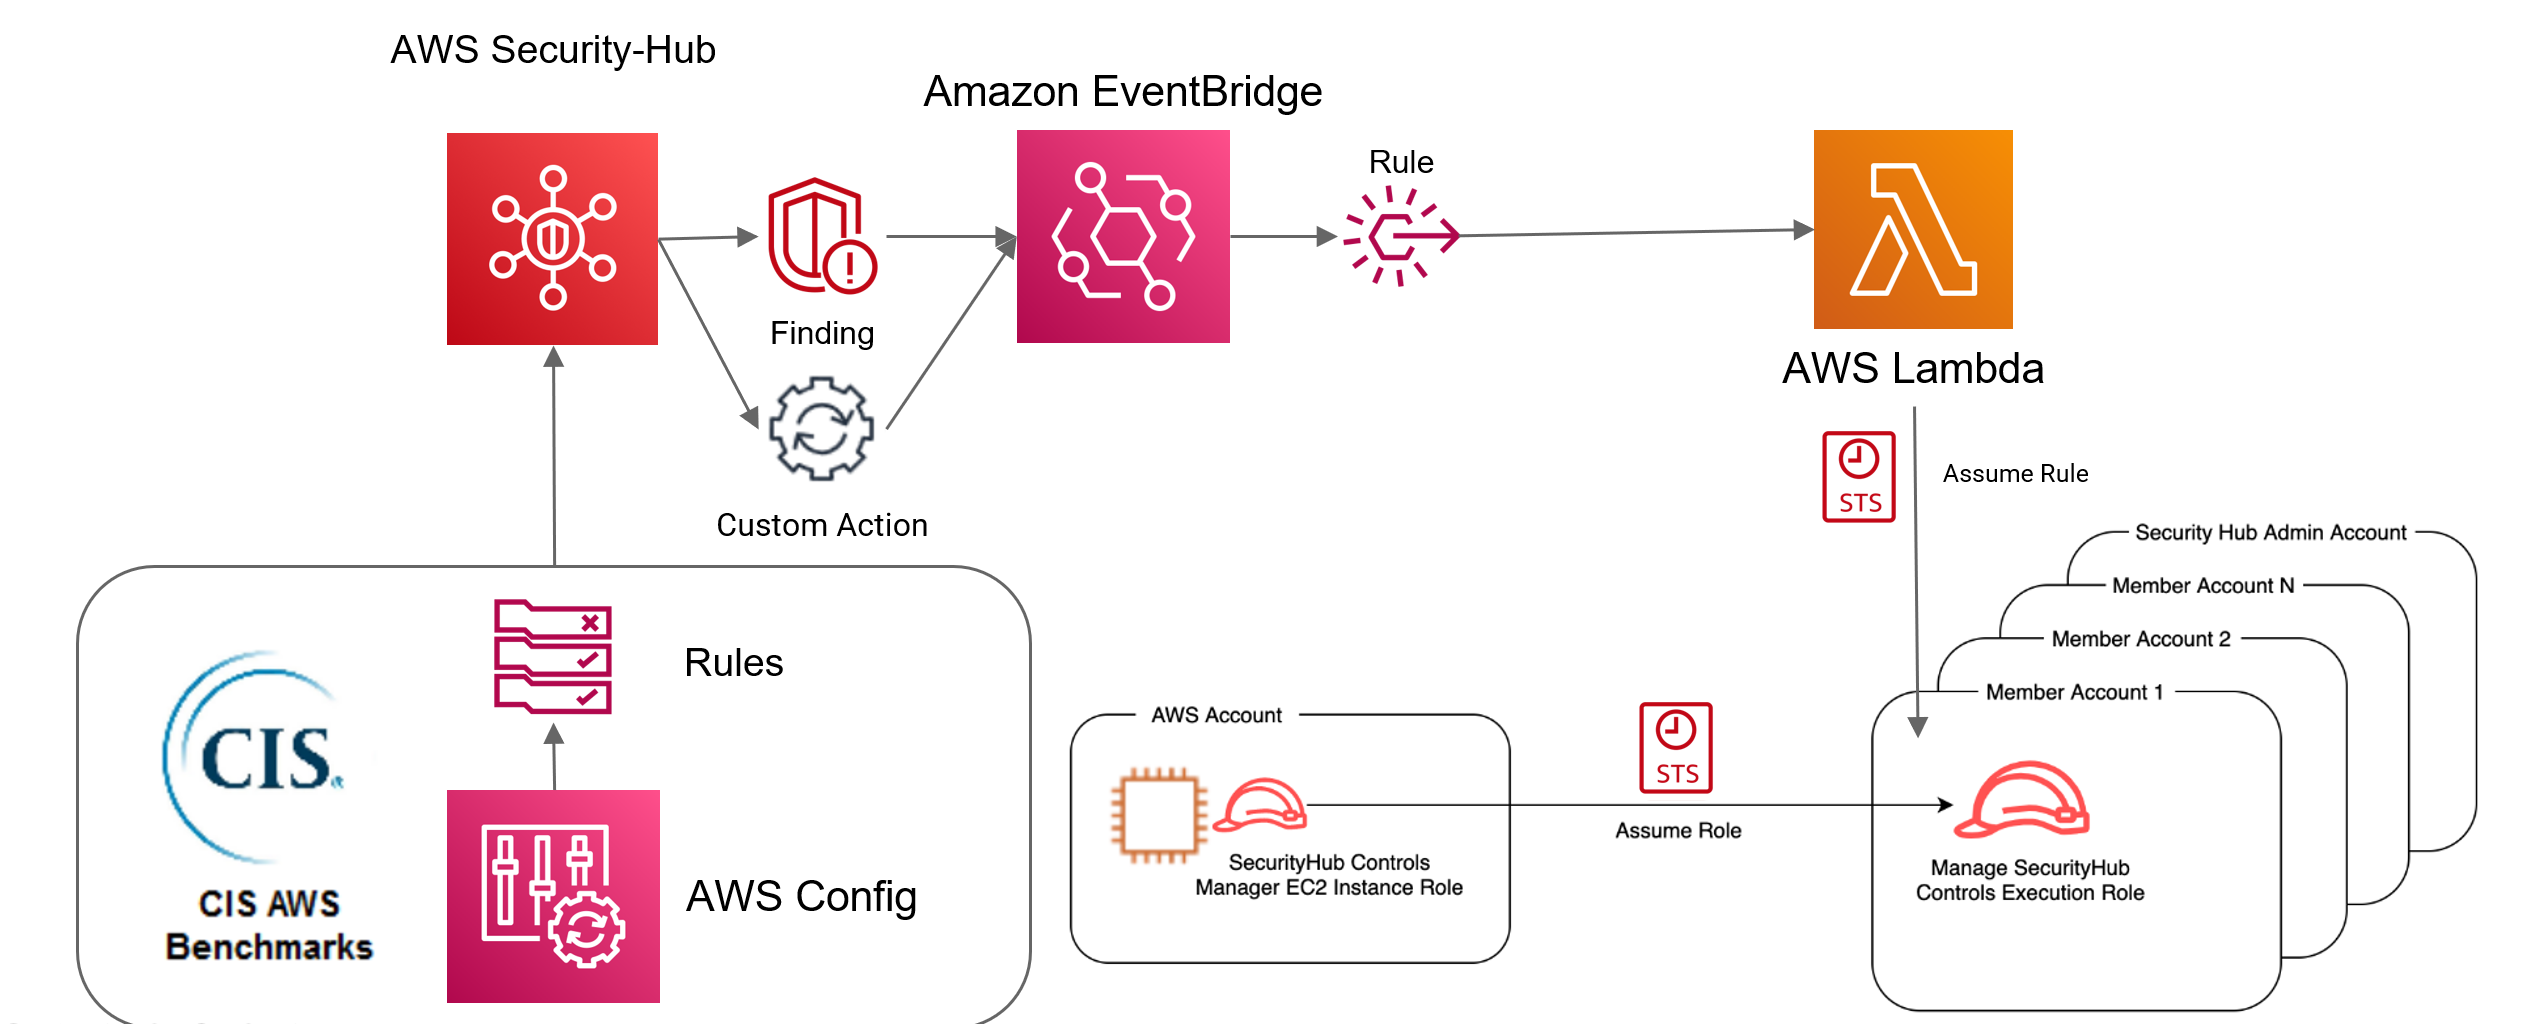 AWS Security-Hub
Amazon EventBridge
Rule
Finding
AWS Lambda
Custom Action
STS
Assume Rule
Security Hub Admin Account
Member Account N
Member Account 2
Member Account 1
Rules
CIS
CIS AWS
Benchmarks
AWS Config
AWS Account
SecurityHub Controls
Manager EC2 Instance Role
STS
Assume Role
Manage SecurityHub
Controls Execution Role